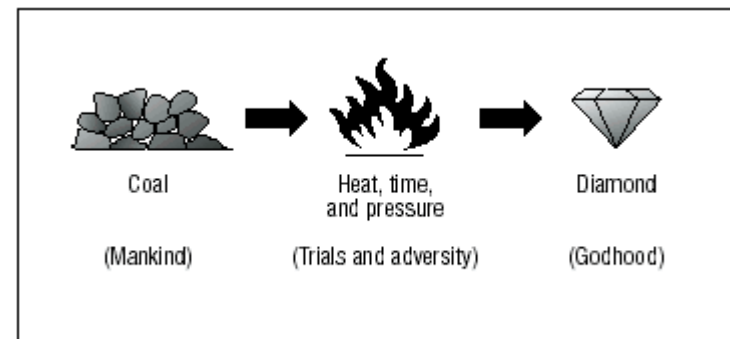 Coal
Heat, time,
and pressure
Diamond
(Mankind)
(Trials and adversity)
(Godhood)